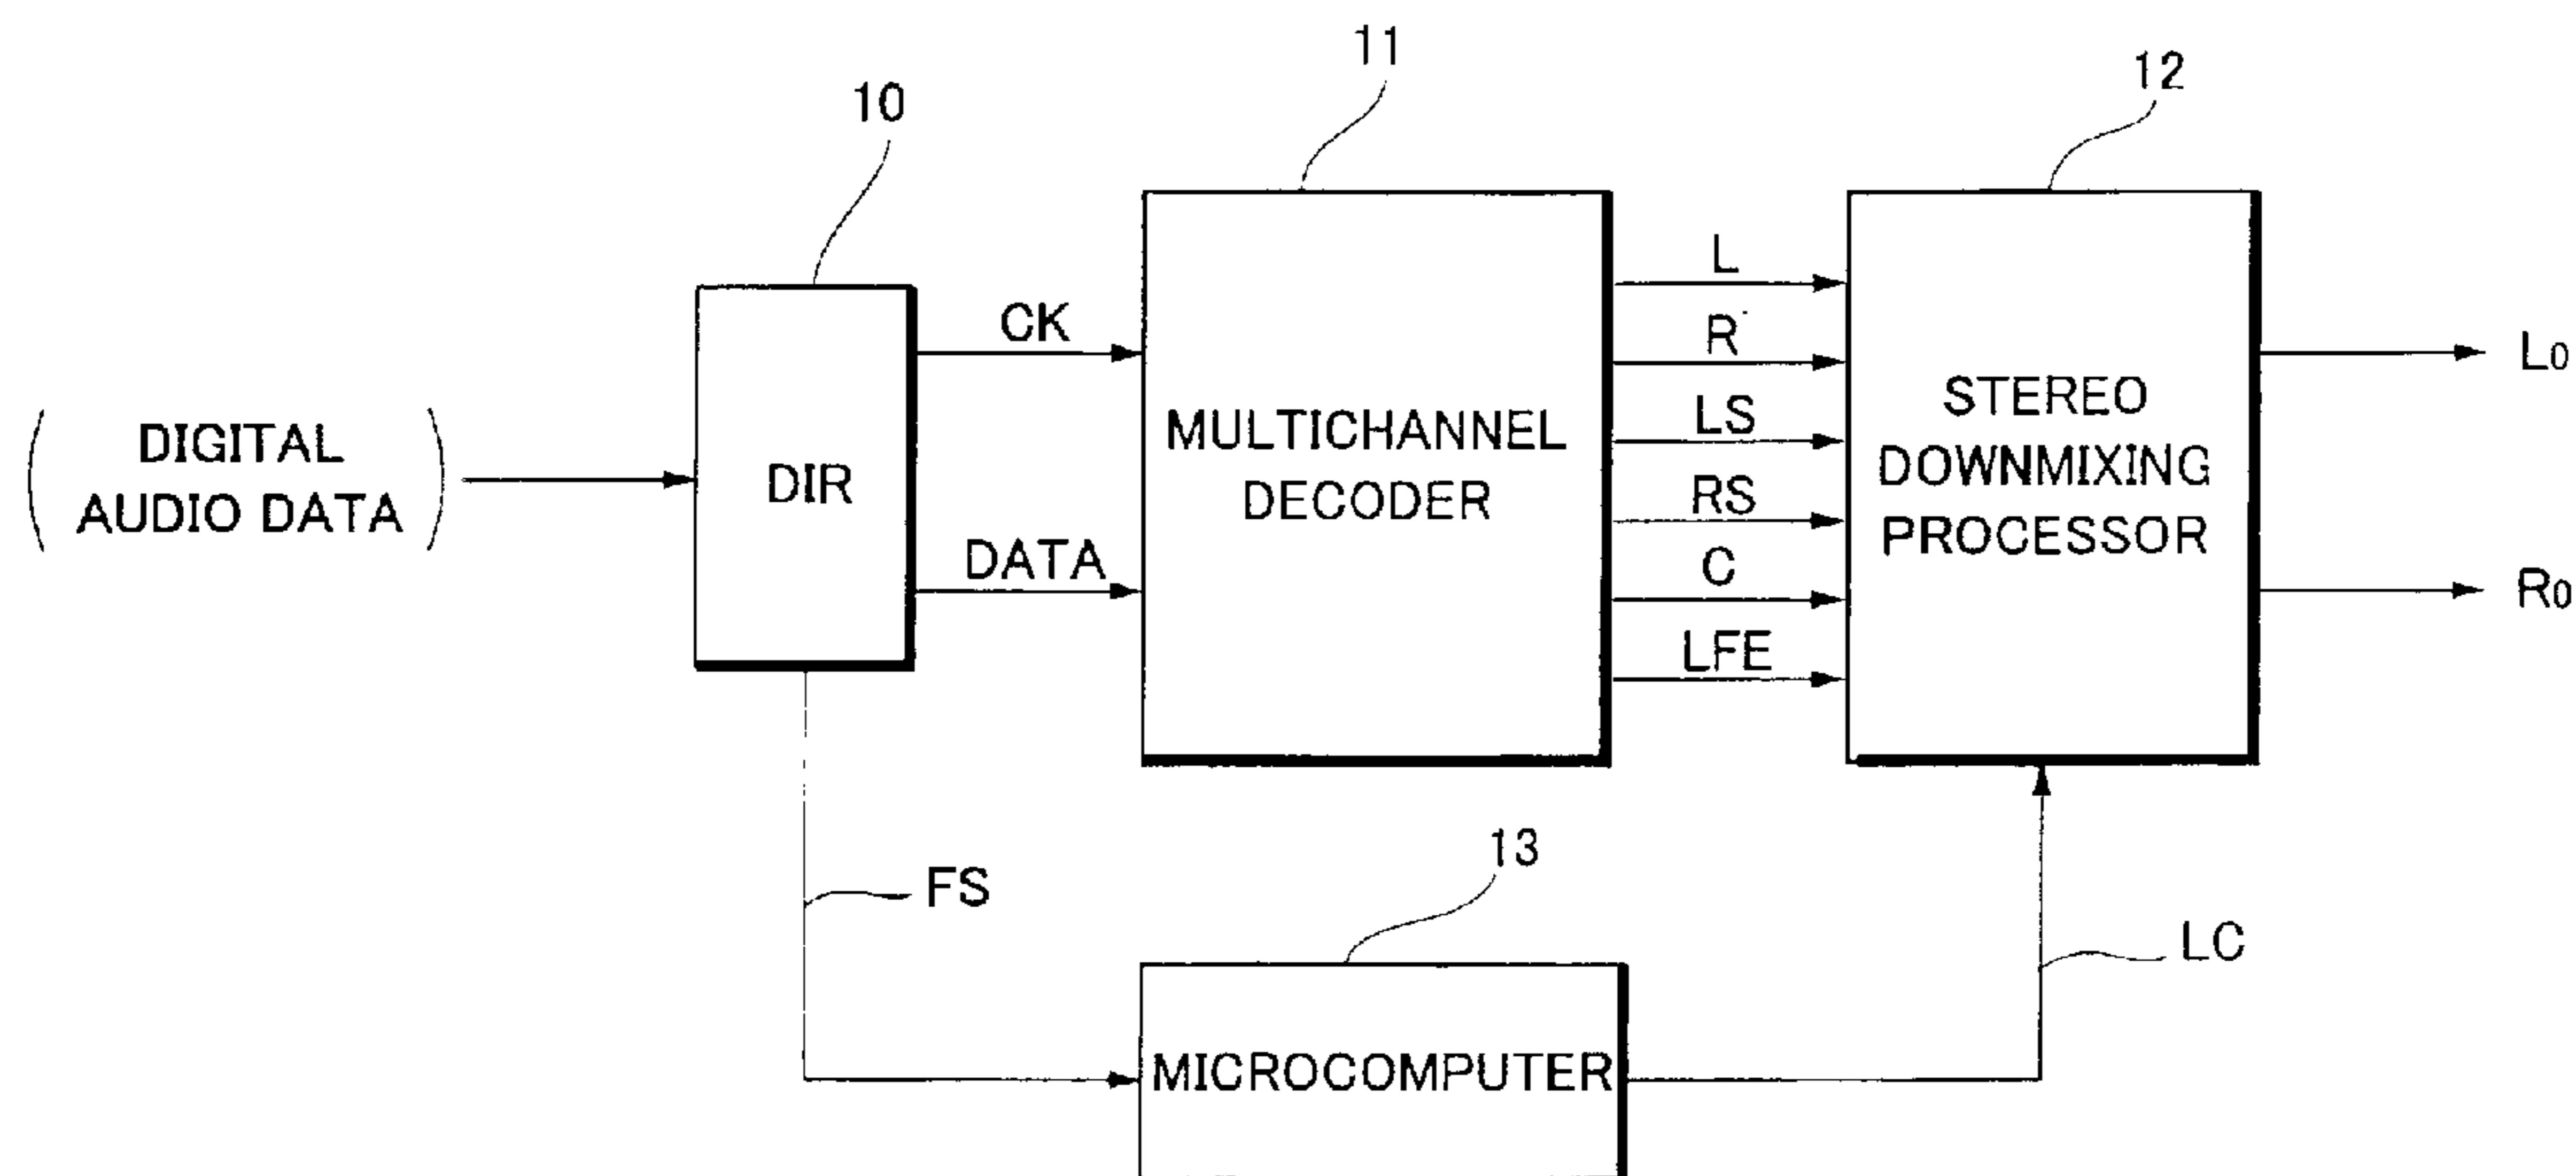 11
12
10
L
CK
R
L0
STEREO
DIGITAL
MULTICHANNEL
LS
DOWNMIXING
AUDIO DATA
DIR
DECODER
RS
PROCESSOR
DATA
C
R0
LFE
13
FS
LC
MICROCOMPUTER